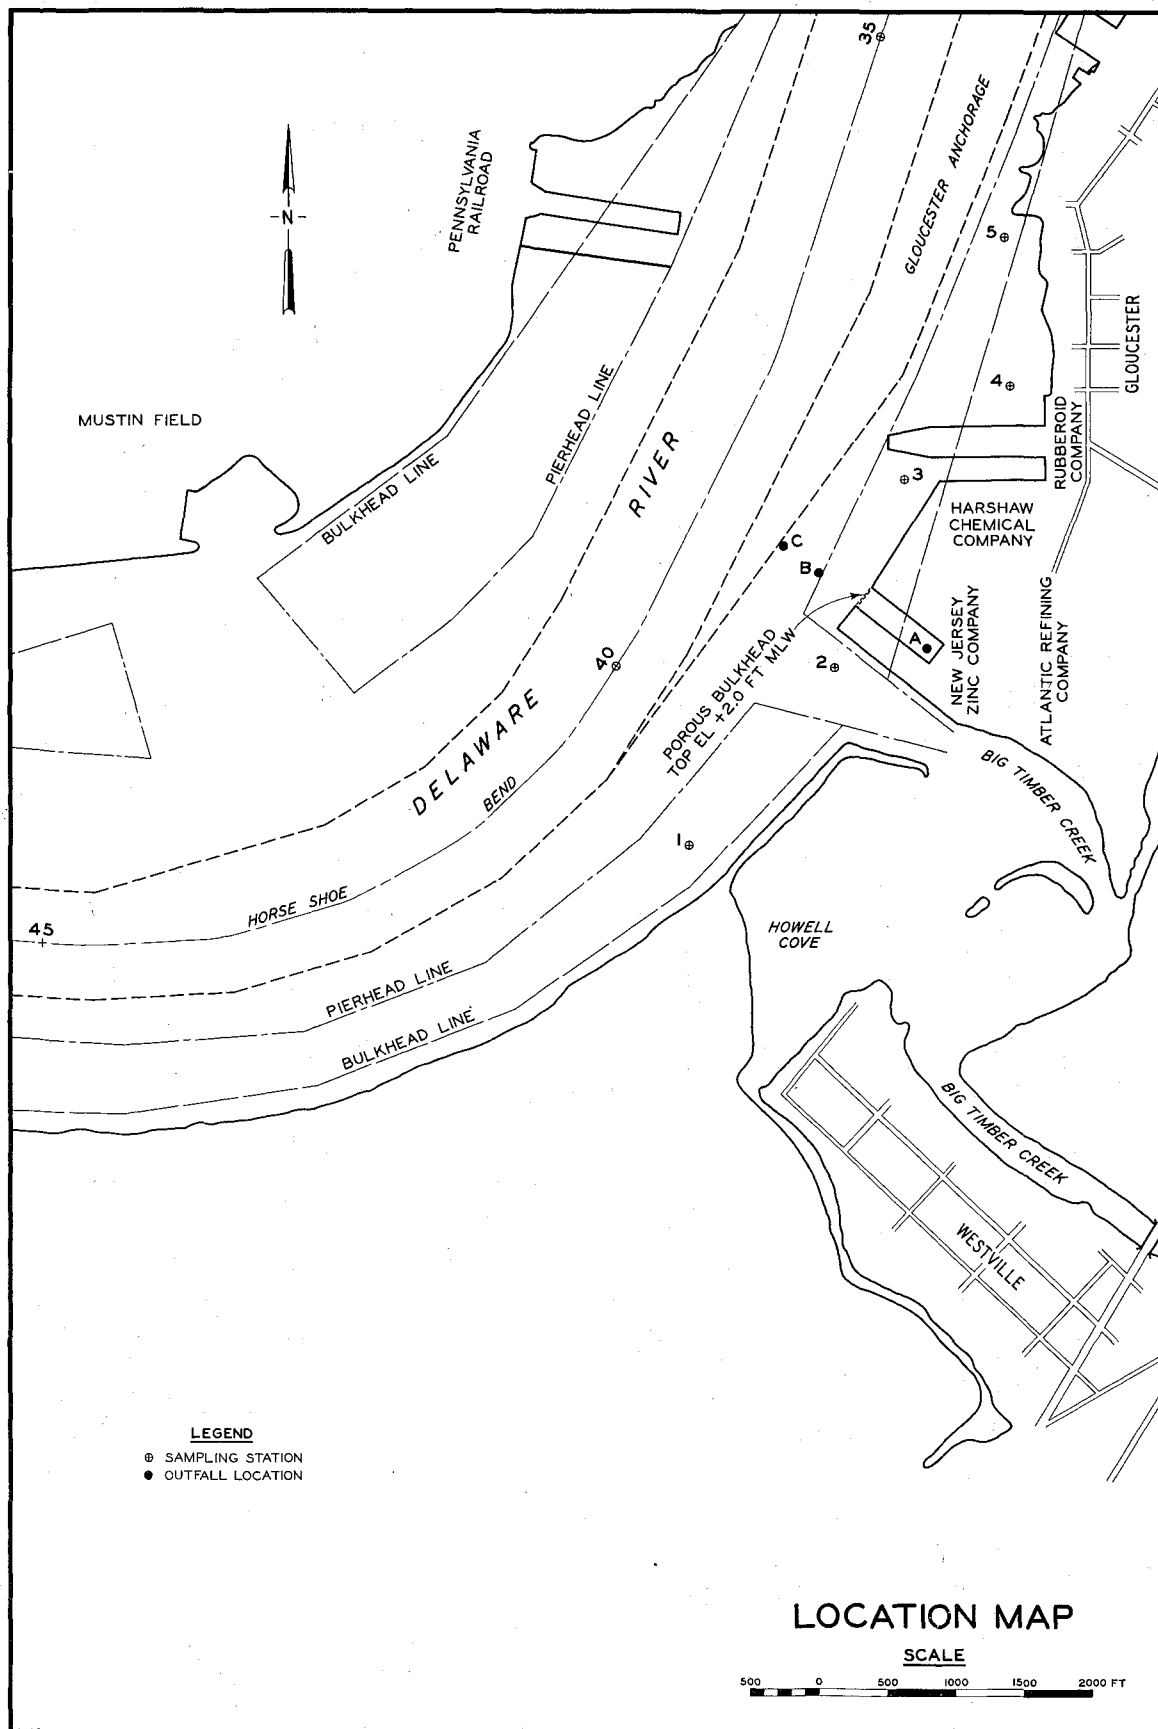 35
GLOUCESTER ANCHORAGE
PENNSYLVANIA
RAILROAD
-N-
5
GLOUCESTER
4
MUSTIN FIELD
PIERHEAD LINE
BULKHEAD LINE
RIVER
RUBBEROID
COMPANY
3
HARSHAW
CHEMICAL
COMPANY
C
B
A
NEW JERSEY
ZINC COMPANY
ATLANTIC REFINING
COMPANY
2
40
POROUS BULKHEAD
TOP EL +2.0 FT MLW
DELAWARE
BEND
BIG TIMBER CREEK
1
HORSE SHOE
45
HOWELL
COVE
PIERHEAD LINE
BULKHEAD LINE
BIG TIMBER CREEK
WESTVILLE
LEGEND
⊕ SAMPLING STATION
● OUTFALL LOCATION
LOCATION MAP
SCALE
500 0 500 1000 1500 2000 FT